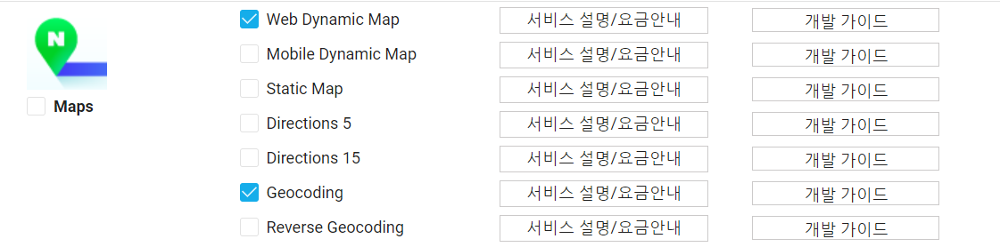 N
Maps
Web Dynamic Map 서비스 설명/요금안내 개발 가이드
Mobile Dynamic Map 서비스 설명/요금안내 개발 가이드
Static Map 서비스 설명/요금안내 개발 가이드
Directions 5 서비스 설명/요금안내 개발 가이드
Directions 15 서비스 설명/요금안내 개발 가이드
Geocoding 서비스 설명/요금안내 개발 가이드
Reverse Geocoding 서비스 설명/요금안내 개발 가이드